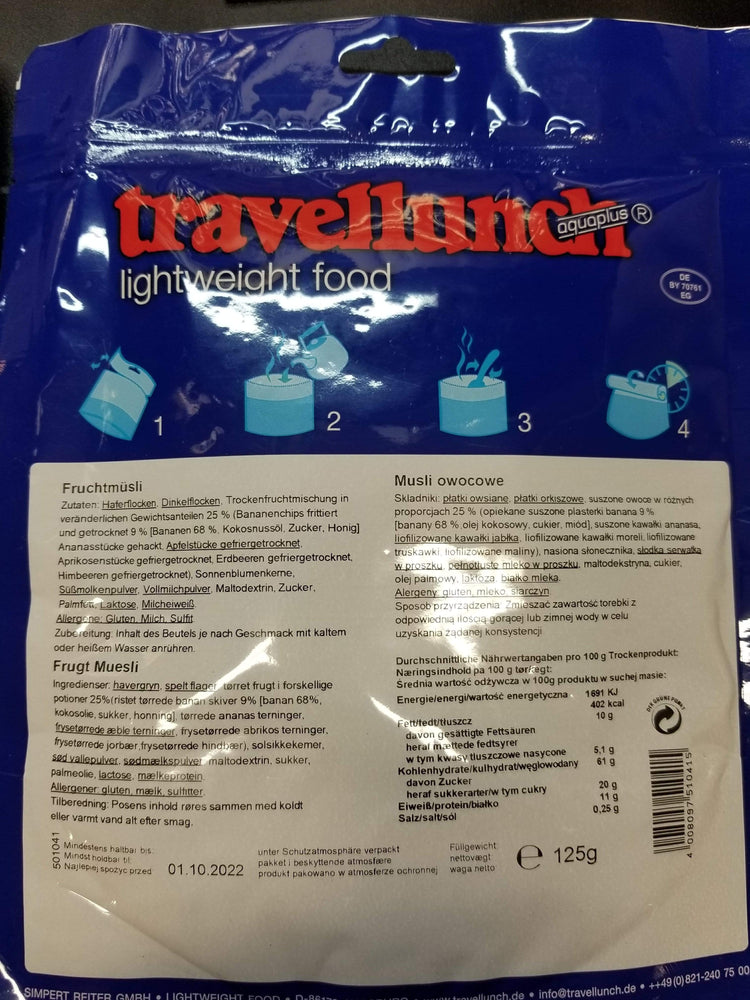 travellunch
aquaplus ®
lightweight food
DE
BY 70761
EG
1
2
3
4
Fruchtmüsli
Zutaten: Haferflocken, Dinkelflocken, Trockenfruchtmischung in
veränderlichen Gewichtsanteilen 25 % (Bananenchips frittiert
und getrocknet 9 % [Bananen 68 %, Kokosnussöl, Zucker, Honig]
Ananasstücke gehackt, Apfelstücke gefriergetrocknet,
Aprikosenstücke gefriergetrocknet, Erdbeeren gefriergetrocknet,
Himbeeren gefriergetrocknet), Sonnenblumenkerne,
Süßmolkenpulver, Vollmilchpulver, Maltodextrin, Zucker,
Palmfett, Laktose, Milcheiweiß
Allergene: Gluten, Milch, Sulfit
Zubereitung: Inhalt des Beutels je nach Geschmack mit kaltem
oder heißem Wasser anrühren.
Frugt Muesli
Ingredienser: havergryn, spelt flager, tørret frugt i forskellige
potioner 25%(ristet tørrede banan skiver 9% [banan 68%,
kokosolie, sukker, honning], tørrede ananas terninger,
frysetørrede æble terninger, frysetørrede abrikos terninger,
frysetørrede jorbær,frysetørrede hindbær), solsikkekerner,
sød vallepulver, sødmælkspulver, maltodextrin, sukker,
palmeolie, lactose, mælkeprotein.
Allergener: gluten, mælk, sulfitter
Tilberedning: Posens inhold røres sammen med koldt
eller varmt vand alt efter smag.
Musli owocowe
Składniki: płatki owsiane, płatki orkiszowe, suszone owoce w róznych
proporcjach 25 % (opiekane suszone plasterki banana 9 %
[banany 68 %, olej kokosowy, cukier, miód], suszone kawałki ananasa,
liofilizowane kawałki jabłka, liofilizowane kawałki moreli, liofilizowane
truskawki, liofilizowane maliny), nasiona słonecznika, słodka serwatka
w proszku, pełnotłuste mleko w proszku, maltodekstryna, cukier,
olej palmowy, laktoza, białko mleka.
Alergeny: gluten, mleko, siarczyn
Sposob przyrządzenia: Zmieszać zawartość torebki z
odpowiednią ilością gorącej lub zimnej wody w celu
uzyskania żądanej konsystencji
Durchschnittliche Nährwertangaben pro 100 g Trockenprodukt:
Næringsindhold pa 100 g tørvægt:
Średnia wartość odżywcza w 100g produktu w suchej masie:
Energie/energi/wartość energetyczna 1691 KJ
402 kcal
Fett/fedt/tłuszcz 10 g
davon gesättigte Fettsäuren
heraf mættede fedtsyrer
w tym kwasy tłuszczowe nasycone 5,1 g
Kohlenhydrate/kulhydrat/węglowodany 61 g
davon Zucker
heraf sukkerarter/w tym cukry 20 g
Eiweiß/protein/białko 11 g
Salz/salt/sól 0,25 g
DER GRÜNE PUNKT
4 008097 510415
501041
Mindestens haltbar bis:
Mindst holdbar til:
Najlepiej spożyc przed
01.10.2022
unter Schutzatmosphäre verpackt
pakket i beskyttende atmosfære
produkt pakowano w atmosferze ochronnej
Füllgewicht
nettovægt
waga netto
e 125g
SIMPERT REITER GMBH • LIGHTWEIGHT FOOD • www.travellunch.de • info@travellunch.de • ++49(0)821-240 75 00